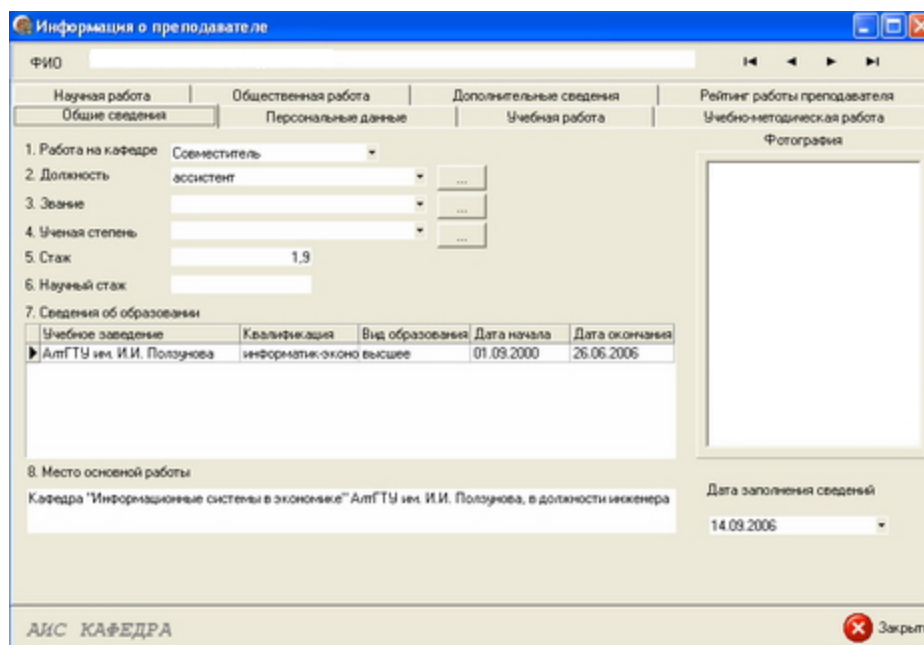 Информация о преподавателе
ФИО
Научная работа Общественная работа Дополнительные сведения Рейтинг работы преподавателя
Общие сведения Персональные данные Учебная работа Учебно-методическая работа
Фотография
1. Работа на кафедре Совместитель
2. Должность ассистент ...
3. Звание ...
4. Ученая степень ...
5. Стаж 1,9
6. Научный стаж
7. Сведения об образовании
Учебное заведение Квалификация Вид образования Дата начала Дата окончания
АлтГТУ им. И.И. Ползунова информатик-эконо высшее 01.09.2000 26.06.2006
8. Место основной работы
Кафедра "Информационные системы в экономике" АлтГТУ им. И.И. Ползунова, в должности инженера
Дата заполнения сведений
14.09.2006
АИС КАФЕДРА
Закрыт